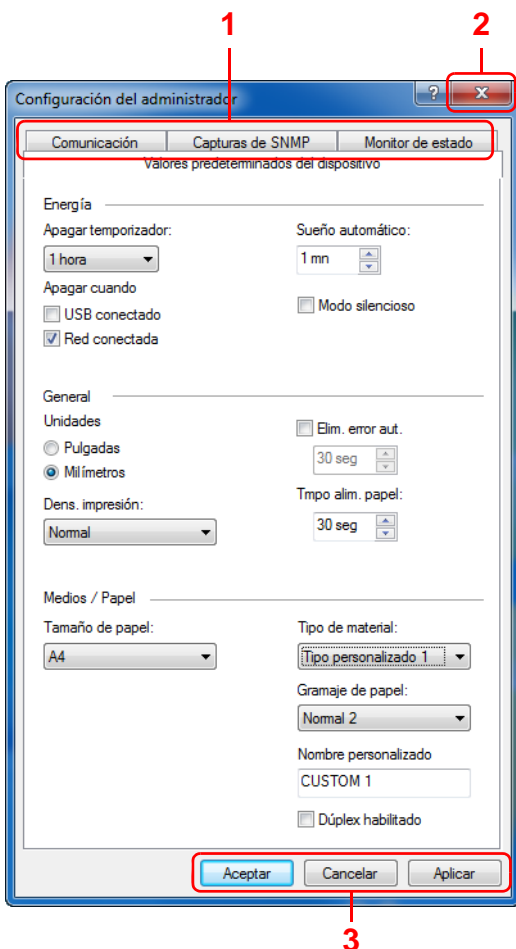 1
2
Configuración del administrador
?
x
Comunicación
Capturas de SNMP
Monitor de estado
Valores predeterminados del dispositivo
Energía
Apagar temporizador:
Sueño automático:
1 hora
1 mn
Apagar cuando
USB conectado
Modo silencioso
Red conectada
General
Unidades
Elim. error aut.
Pulgadas
30 seg
Milímetros
Tmpo alim. papel:
Dens. impresión:
30 seg
Normal
Medios / Papel
Tamaño de papel:
Tipo de material:
A4
Tipo personalizado 1
Gramaje de papel:
Normal 2
Nombre personalizado
CUSTOM 1
Dúplex habilitado
Aceptar
Cancelar
Aplicar
3